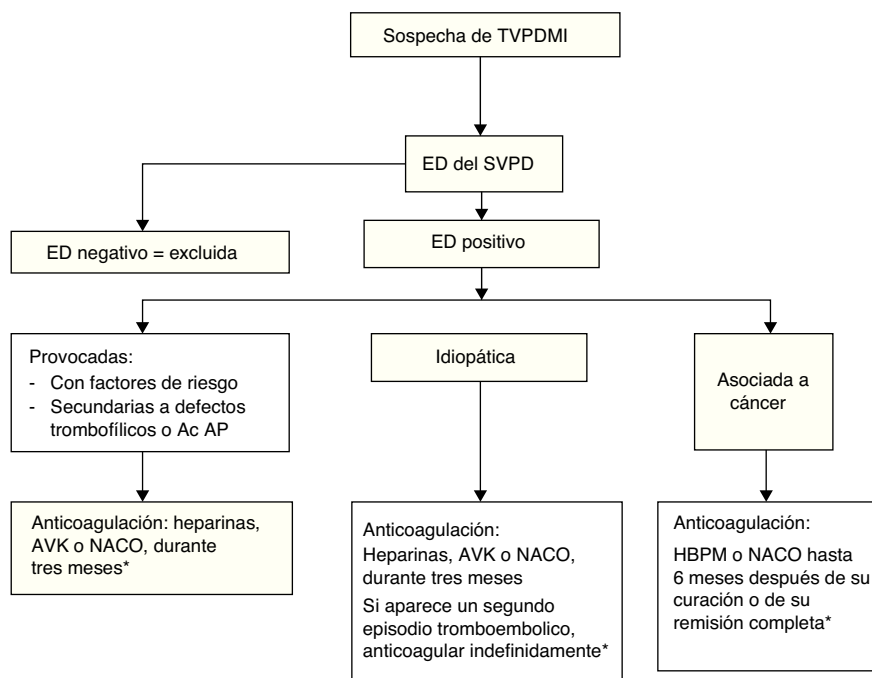 Sospecha de TVPDMI
ED del SVPD
ED negativo = excluida
ED positivo
Provocadas:
- Con factores de riesgo
- Secundarias a defectos
trombofílicos o Ac AP
Idiopática
Asociada a
cáncer
Anticoagulación: heparinas,
AVK o NACO, durante
tres meses*
Anticoagulación:
Heparinas, AVK o NACO,
durante tres meses
Si aparece un segundo
episodio tromboembolico,
anticoagular indefinidamente*
Anticoagulación:
HBPM o NACO hasta
6 meses después de su
curación o de su
remisión completa*